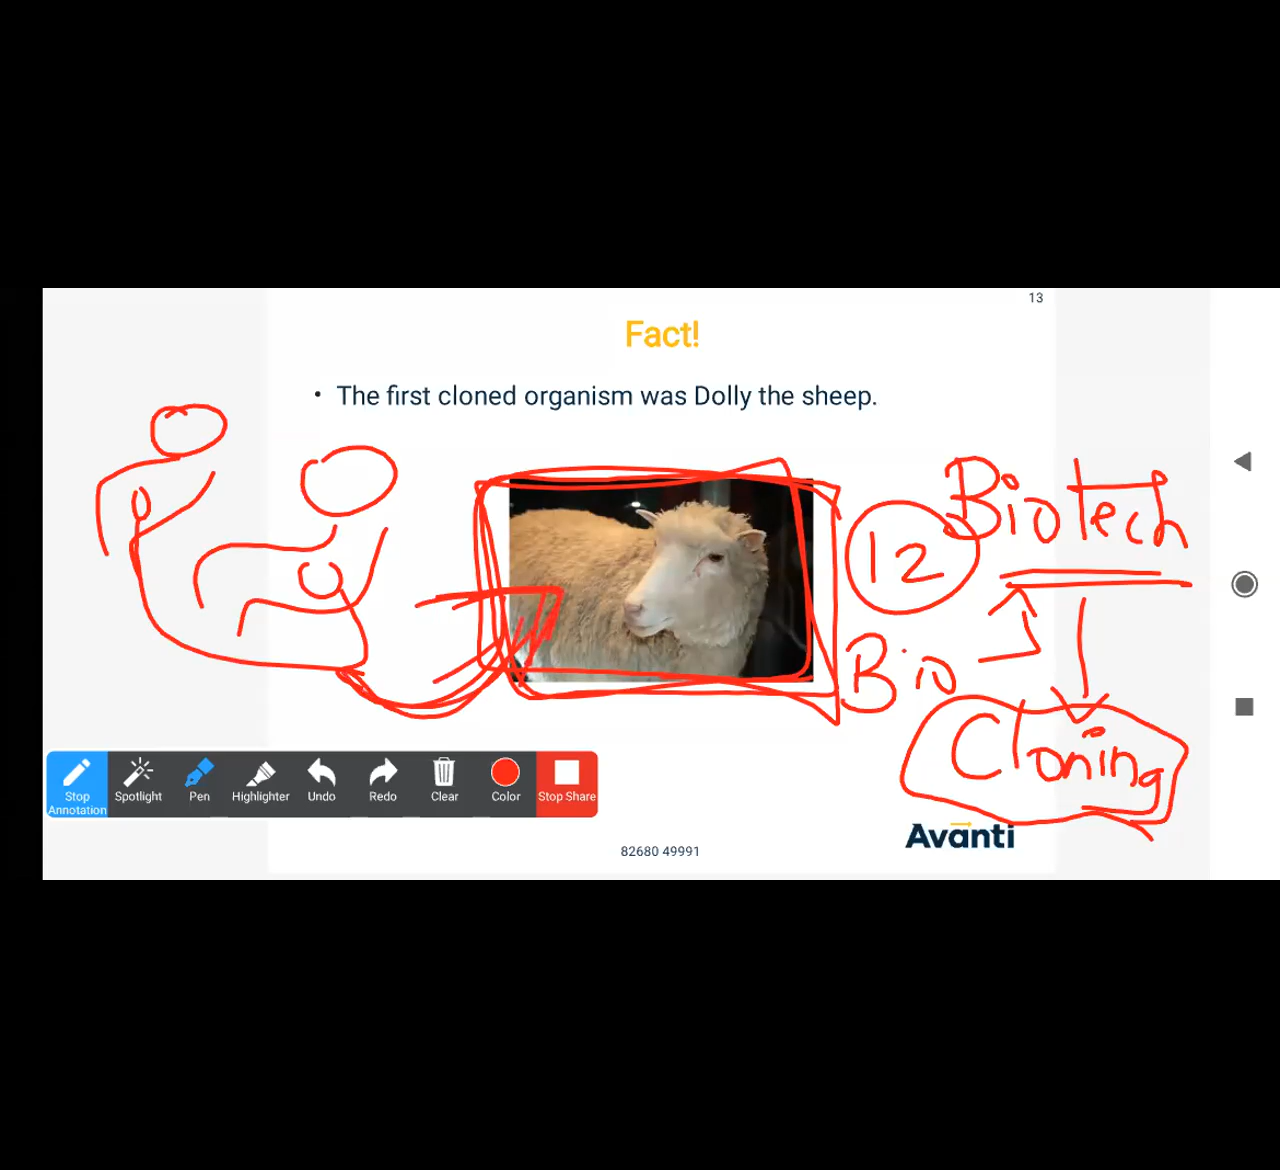 13
Fact!
• The first cloned organism was Dolly the sheep.
Biotech
12
Bio
Cloning
Stop Annotation
Spotlight
Pen
Highlighter
Undo
Redo
Clear
Color
Stop Share
Avanti
82680 49991